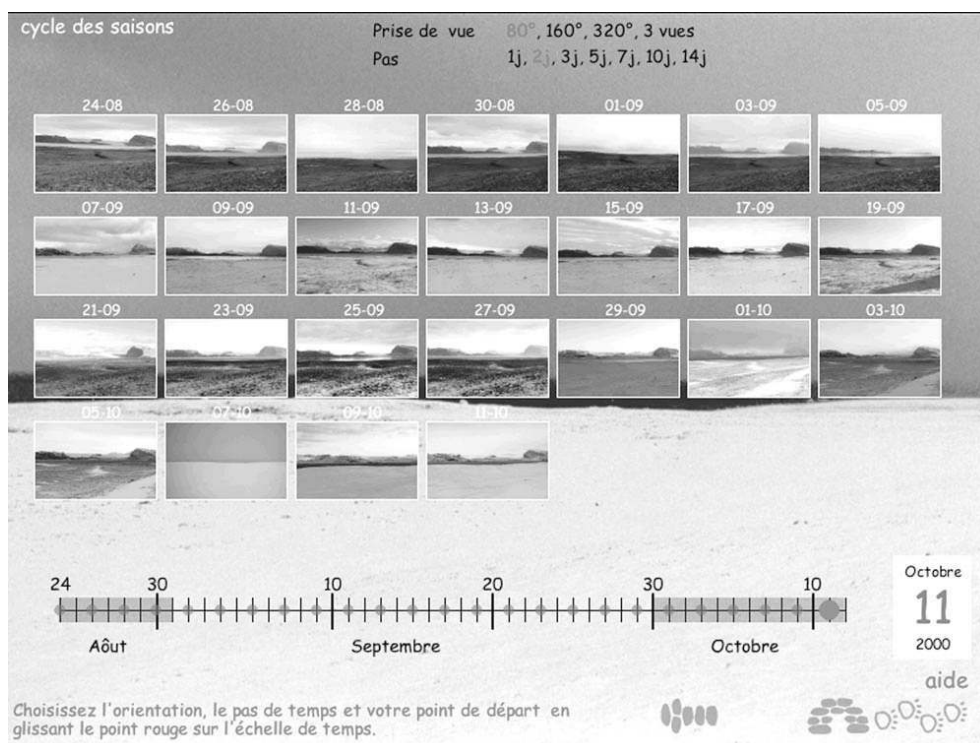 cycle des saisons
Prise de vue 80°, 160°, 320°, 3 vues
Pas 1j, 2j, 3j, 5j, 7j, 10j, 14j
24-08 26-08 28-08 30-08 01-09 03-09 05-09
07-09 09-09 11-09 13-09 15-09 17-09 19-09
21-09 23-09 25-09 27-09 29-09 01-10 03-10
05-10 07-10 09-10 11-10
24 30 10 20 30 10
Aôut Septembre Octobre
Octobre
11
2000
aide
Choisissez l'orientation, le pas de temps et votre point de départ en
glissant le point rouge sur l'échelle de temps.